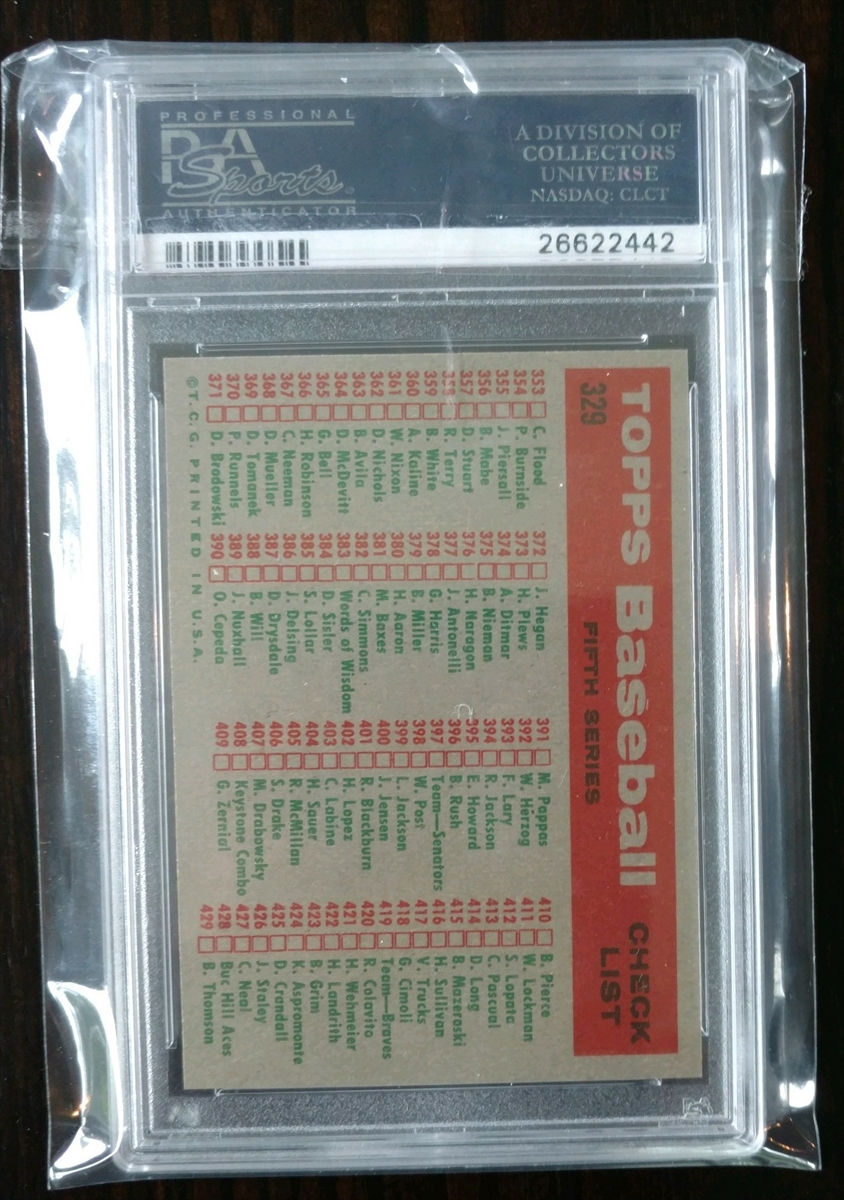 PROFESSIONAL
PSA
Sports
AUTHENTICATOR
A DIVISION OF
COLLECTORS
UNIVERSE
NASDAQ: CLCT
26622442
TOPPS Baseball CHECK LIST
329 FIFTH SERIES
353 C. Flood
354 P. Burnside
355 J. Piersall
356 B. Mabe
357 D. Stuart
358 R. Terry
359 B. White
360 A. Kaline
361 W. Nixon
362 D. Nichols
363 B. Avila
364 D. McDevitt
365 G. Bell
366 H. Robinson
367 C. Neeman
368 D. Mueller
369 D. Tomanek
370 P. Runnels
371 D. Brodowski
372 J. Hegan
373 H. Plews
374 A. Ditmar
375 B. Nieman
376 H. Naragon
377 J. Antonelli
378 G. Harris
379 B. Miller
380 H. Aaron
381 M. Baxes
382 C. Simmons
383 Words of Wisdom
384 D. Sisler
385 S. Lollar
386 J. Delsing
387 D. Drysdale
388 B. Will
389 J. Nuxhall
390 O. Cepeda
391 M. Pappas
392 W. Herzog
393 F. Lary
394 R. Jackson
395 E. Howard
396 B. Rush
397 Team—Senators
398 W. Post
399 L. Jackson
400 J. Jensen
401 R. Blackburn
402 H. Lopez
403 C. Labine
404 H. Sauer
405 R. McMillan
406 S. Drake
407 M. Drabowsky
408 Keystone Combo
409 G. Zernial
410 B. Pierce
411 W. Lockman
412 S. Lopata
413 C. Pascual
414 D. Long
415 B. Mazeroski
416 H. Sullivan
417 V. Trucks
418 G. Cimoli
419 Team—Braves
420 R. Colavito
421 H. Wehmeier
422 H. Landrith
423 B. Grim
424 K. Aspromonte
425 D. Crandall
426 J. Staley
427 C. Neal
428 Buc Hill Aces
429 B. Thomson
©T.C.G. PRINTED IN U.S.A.